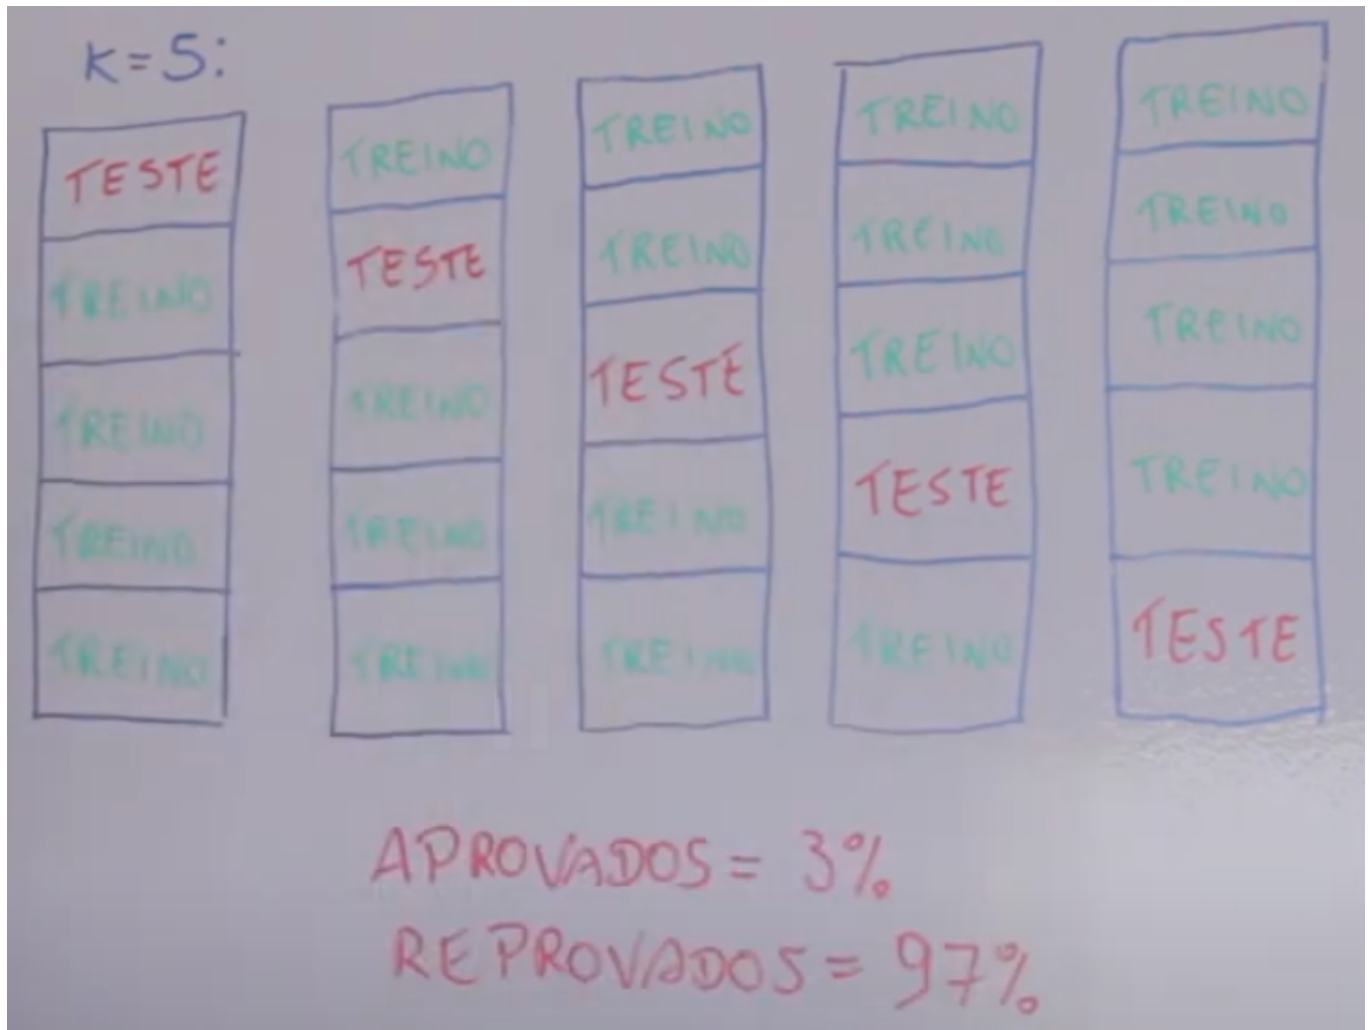 K=5:
TESTE TREINO TREINO TREINO TREINO
TREINO TESTE TREINO TREINO TREINO
TREINO TREINO TESTE TREINO TREINO
TREINO TREINO TREINO TESTE TREINO
TREINO TREINO TREINO TREINO TESTE
APROVADOS = 3%
REPROVADOS = 97%